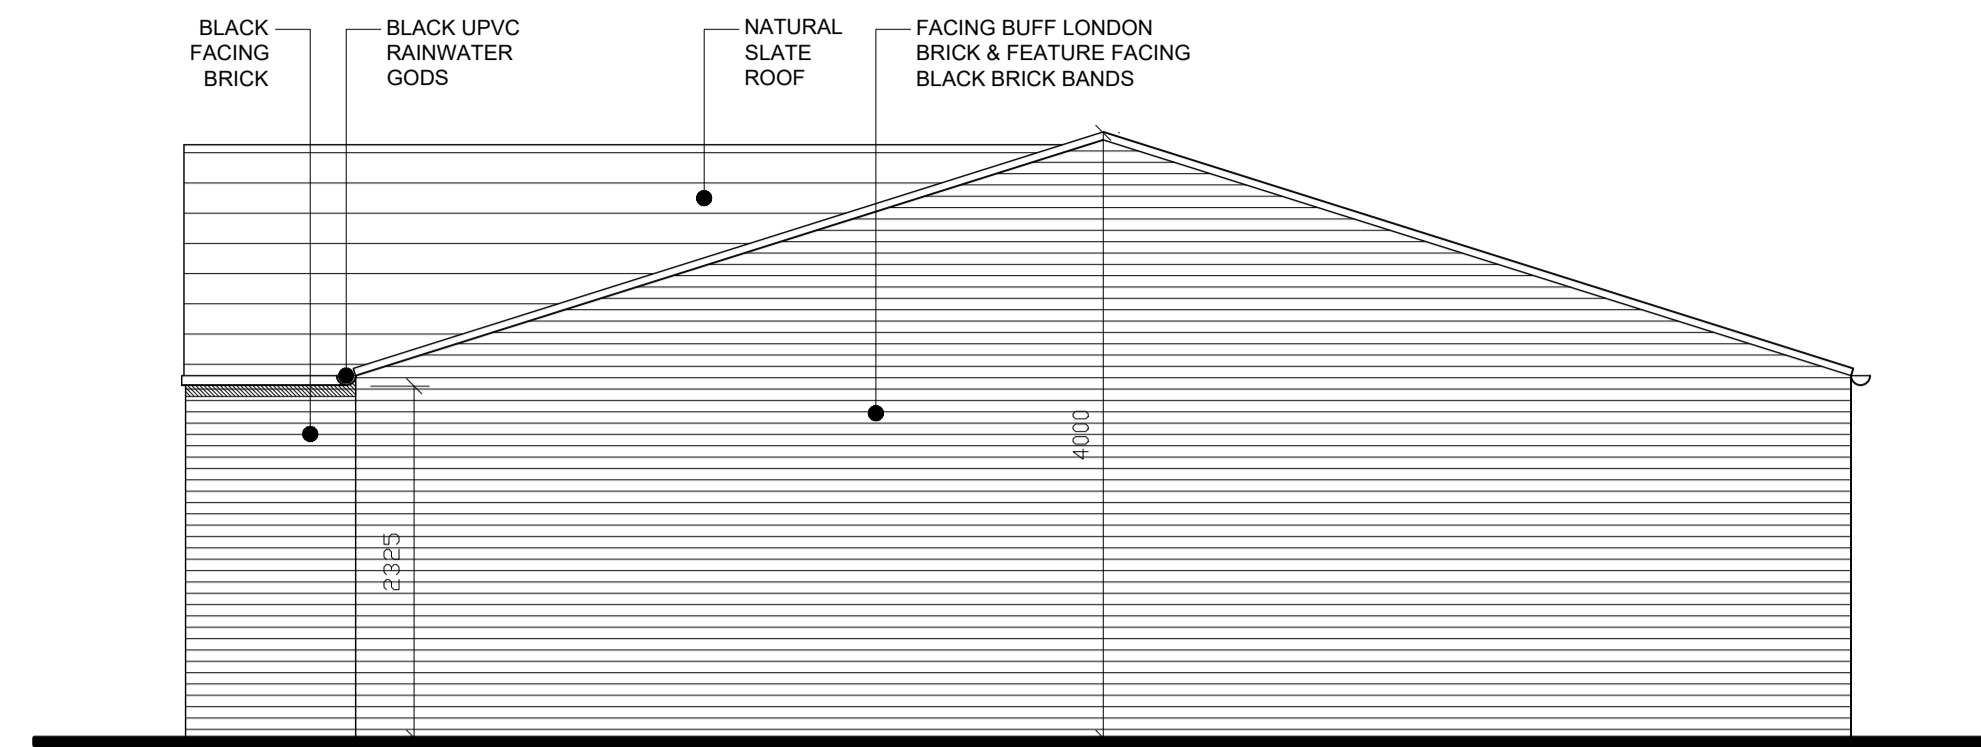 BLACK
FACING
BRICK
BLACK UPVC
RAINWATER
GODS
NATURAL
SLATE
ROOF
FACING BUFF LONDON
BRICK & FEATURE FACING
BLACK BRICK BANDS
4000
2325